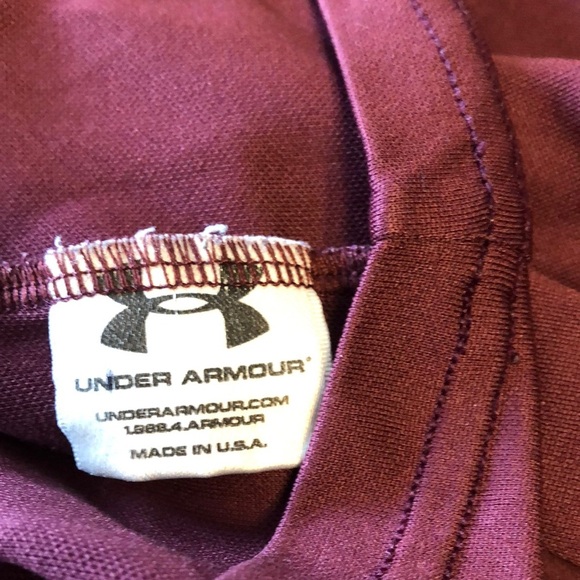 UNDER ARMOUR
UNDERARMOUR.COM
1.888.4.ARMOUR
MADE IN U.S.A.